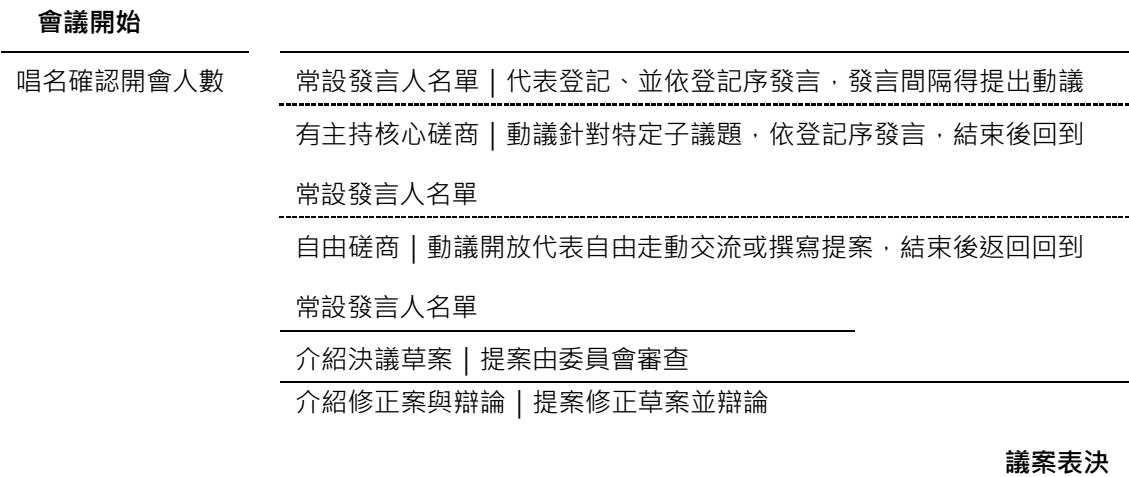 會議開始
唱名確認開會人數
常設發言人名單｜代表登記、並依登記序發言，發言間隔得提出動議
有主持核心磋商｜動議針對特定子議題，依登記序發言，結束後回到
常設發言人名單
自由磋商｜動議開放代表自由走動交流或撰寫提案，結束後返回回到
常設發言人名單
介紹決議草案｜提案由委員會審查
介紹修正案與辯論｜提案修正草案並辯論
議案表決